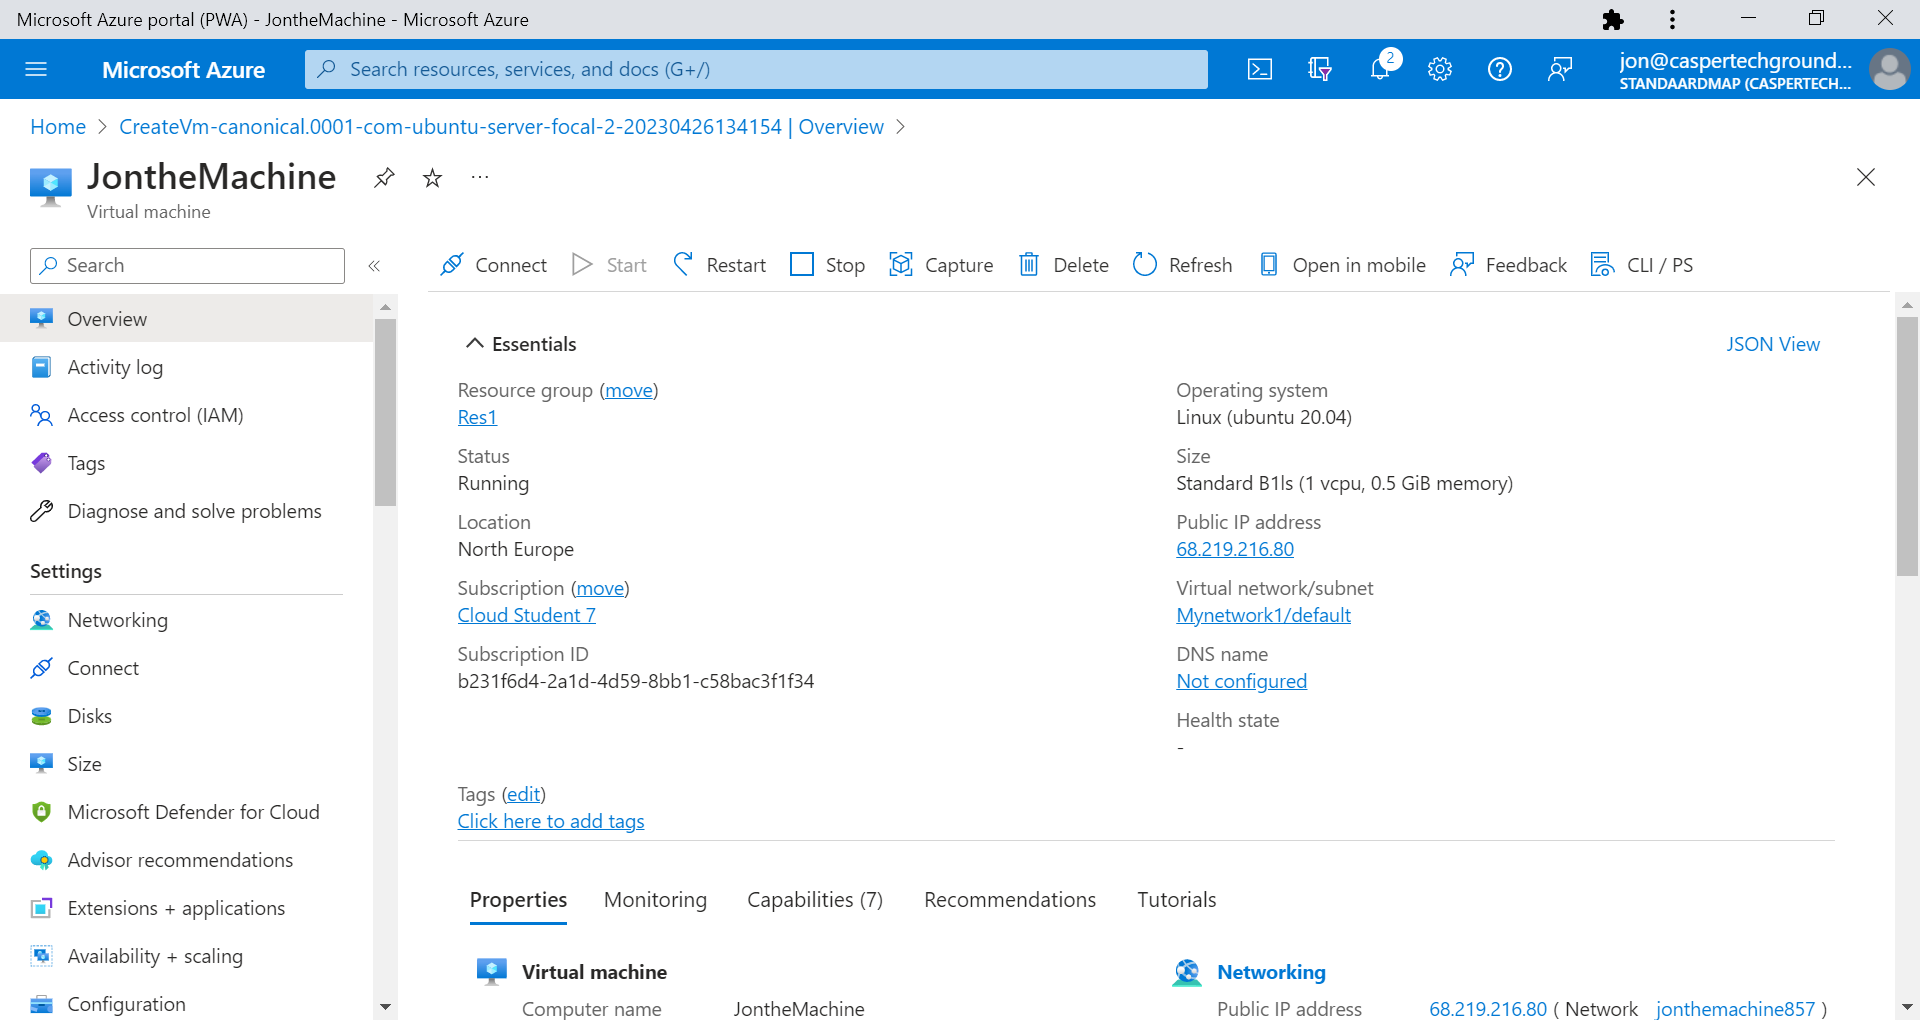 Microsoft Azure portal (PWA) - JontheMachine - Microsoft Azure
Microsoft Azure
Search resources, services, and docs (G+/)
2
jon@caspertechground...
STANDAARDMAP (CASPERTECH...
Home > CreateVm-canonical.0001-com-ubuntu-server-focal-2-20230426134154 | Overview >
JontheMachine
...
Virtual machine
Search
«
Connect
Start
Restart
Stop
Capture
Delete
Refresh
Open in mobile
Feedback
CLI / PS
Overview
Activity log
Access control (IAM)
Tags
Diagnose and solve problems
Settings
Networking
Connect
Disks
Size
Microsoft Defender for Cloud
Advisor recommendations
Extensions + applications
Availability + scaling
Configuration
Essentials
JSON View
Resource group (move)
Res1
Status
Running
Location
North Europe
Subscription (move)
Cloud Student 7
Subscription ID
b231f6d4-2a1d-4d59-8bb1-c58bac3f1f34
Operating system
Linux (ubuntu 20.04)
Size
Standard B1ls (1 vcpu, 0.5 GiB memory)
Public IP address
68.219.216.80
Virtual network/subnet
Mynetwork1/default
DNS name
Not configured
Health state
-
Tags (edit)
Click here to add tags
Properties
Monitoring
Capabilities (7)
Recommendations
Tutorials
Virtual machine
Computer name JontheMachine
Networking
Public IP address 68.219.216.80 ( Network jonthemachine857 )